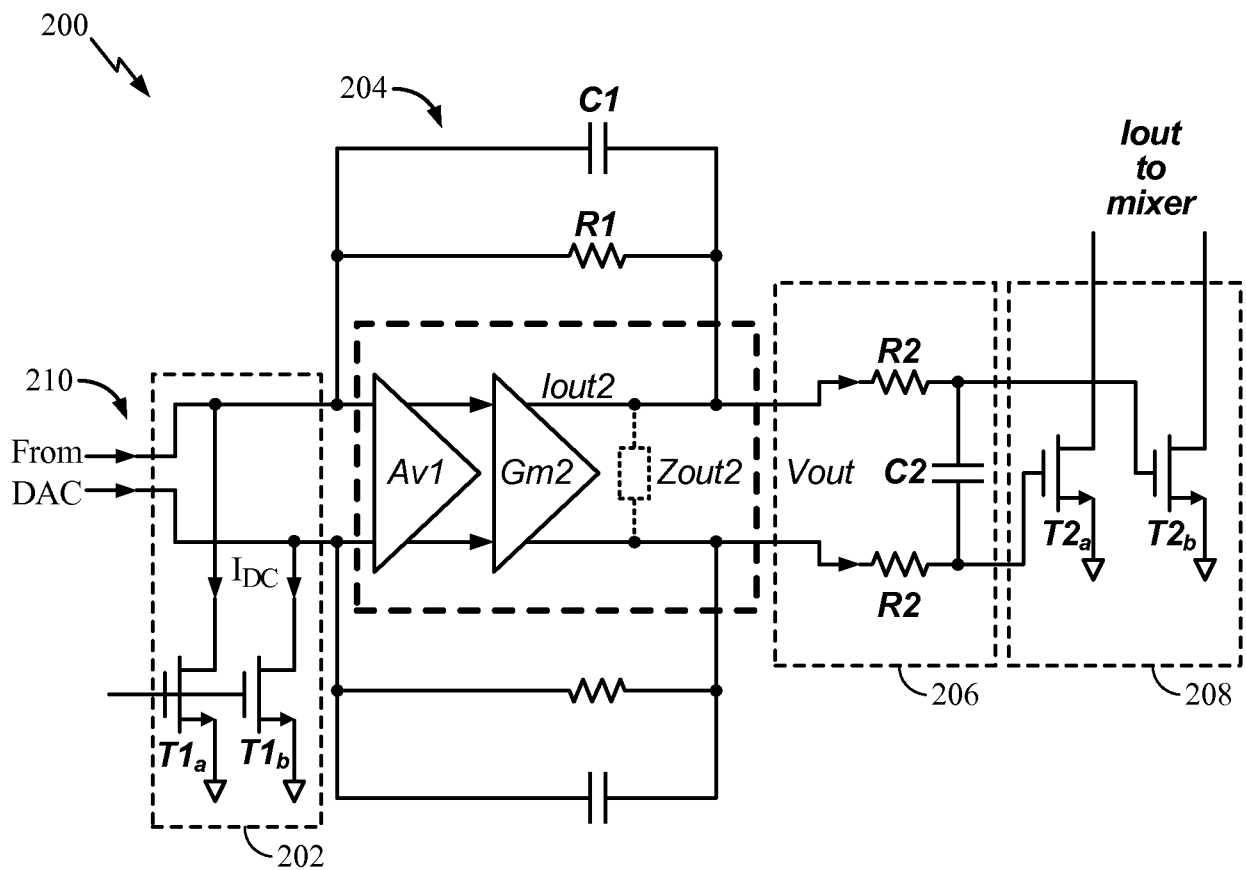 200
204
C1
Iout
to
mixer
R1
210
R2
Iout2
From
DAC
Av1
Gm2
Zout2
Vout
C2
T2a
T2b
IDC
R2
T1a
T1b
206
208
202